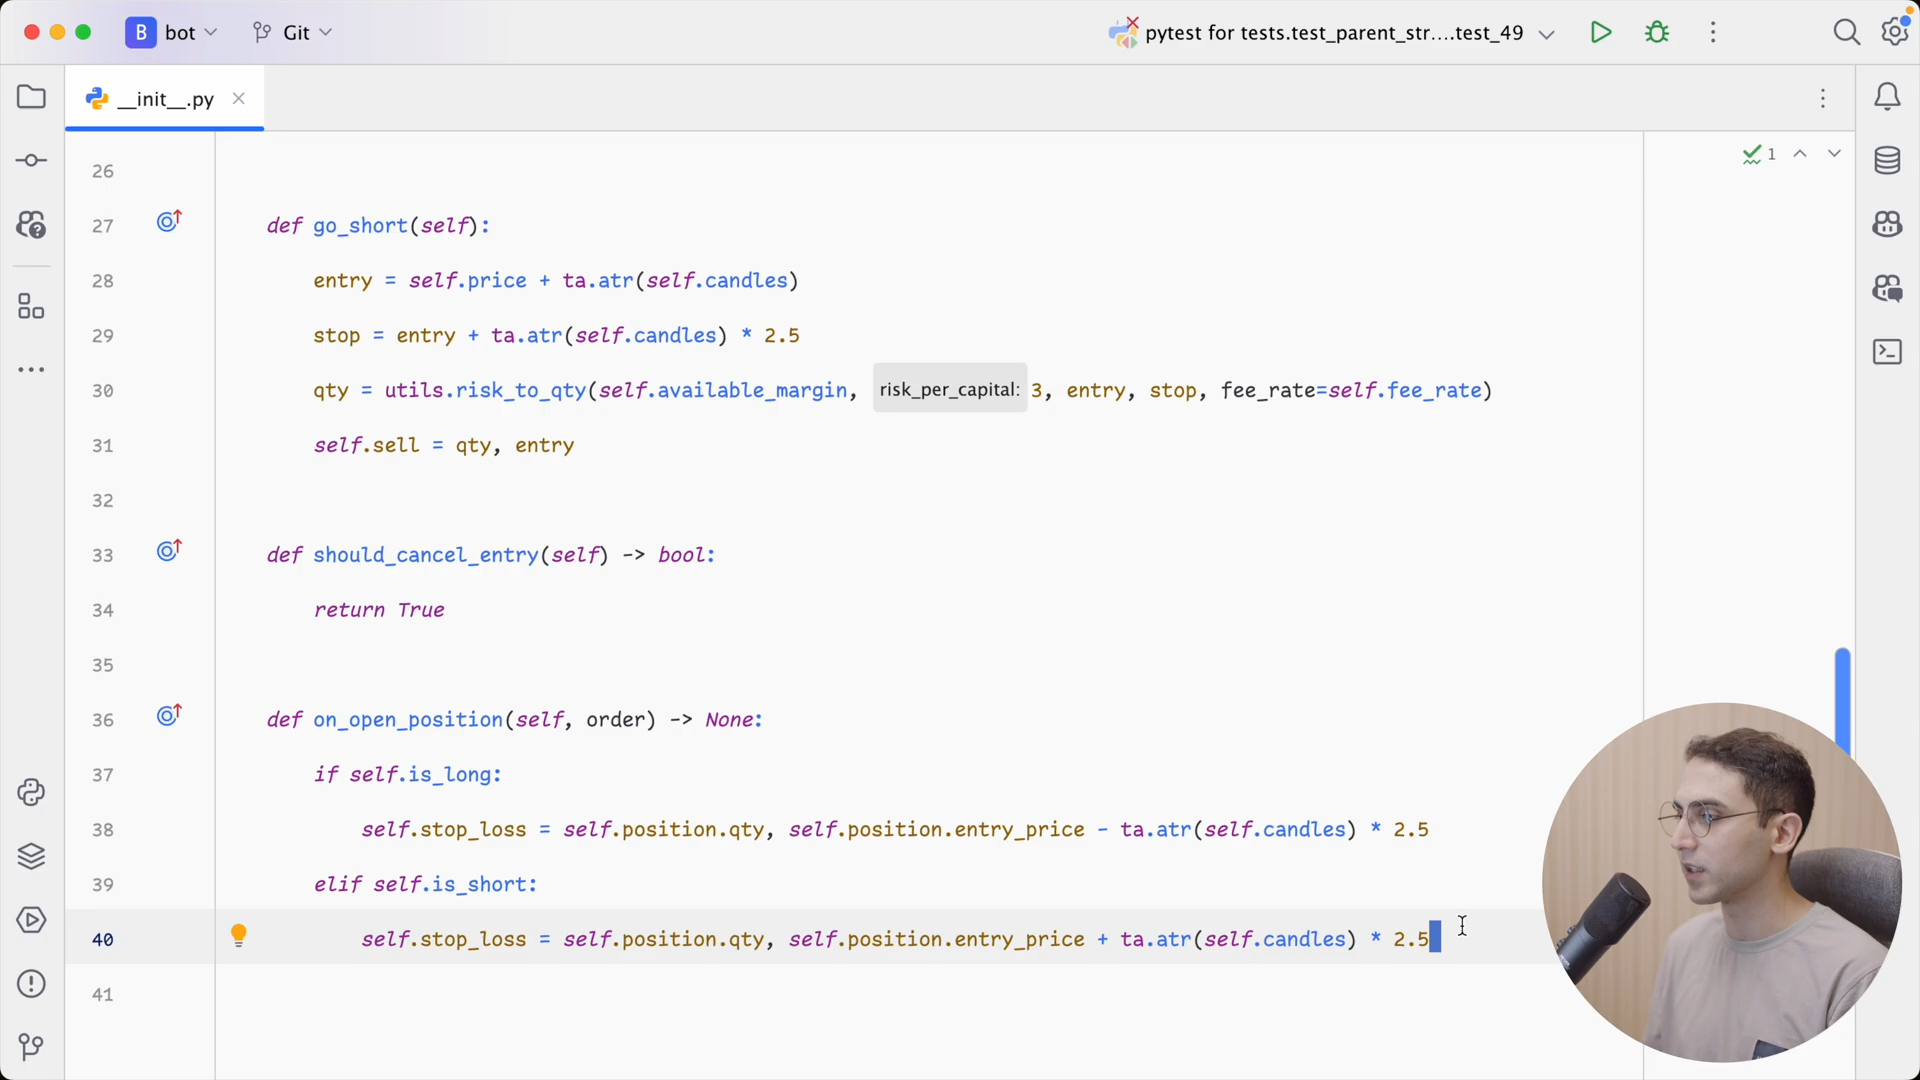 B bot Git pytest for tests.test_parent_str....test_49
__init__.py
26 1
27 def go_short(self):
28 entry = self.price + ta.atr(self.candles)
29 stop = entry + ta.atr(self.candles) * 2.5
30 qty = utils.risk_to_qty(self.available_margin, risk_per_capital: 3, entry, stop, fee_rate=self.fee_rate)
31 self.sell = qty, entry
32
33 def should_cancel_entry(self) -> bool:
34 return True
35
36 def on_open_position(self, order) -> None:
37 if self.is_long:
38 self.stop_loss = self.position.qty, self.position.entry_price - ta.atr(self.candles) * 2.5
39 elif self.is_short:
40 self.stop_loss = self.position.qty, self.position.entry_price + ta.atr(self.candles) * 2.5
41